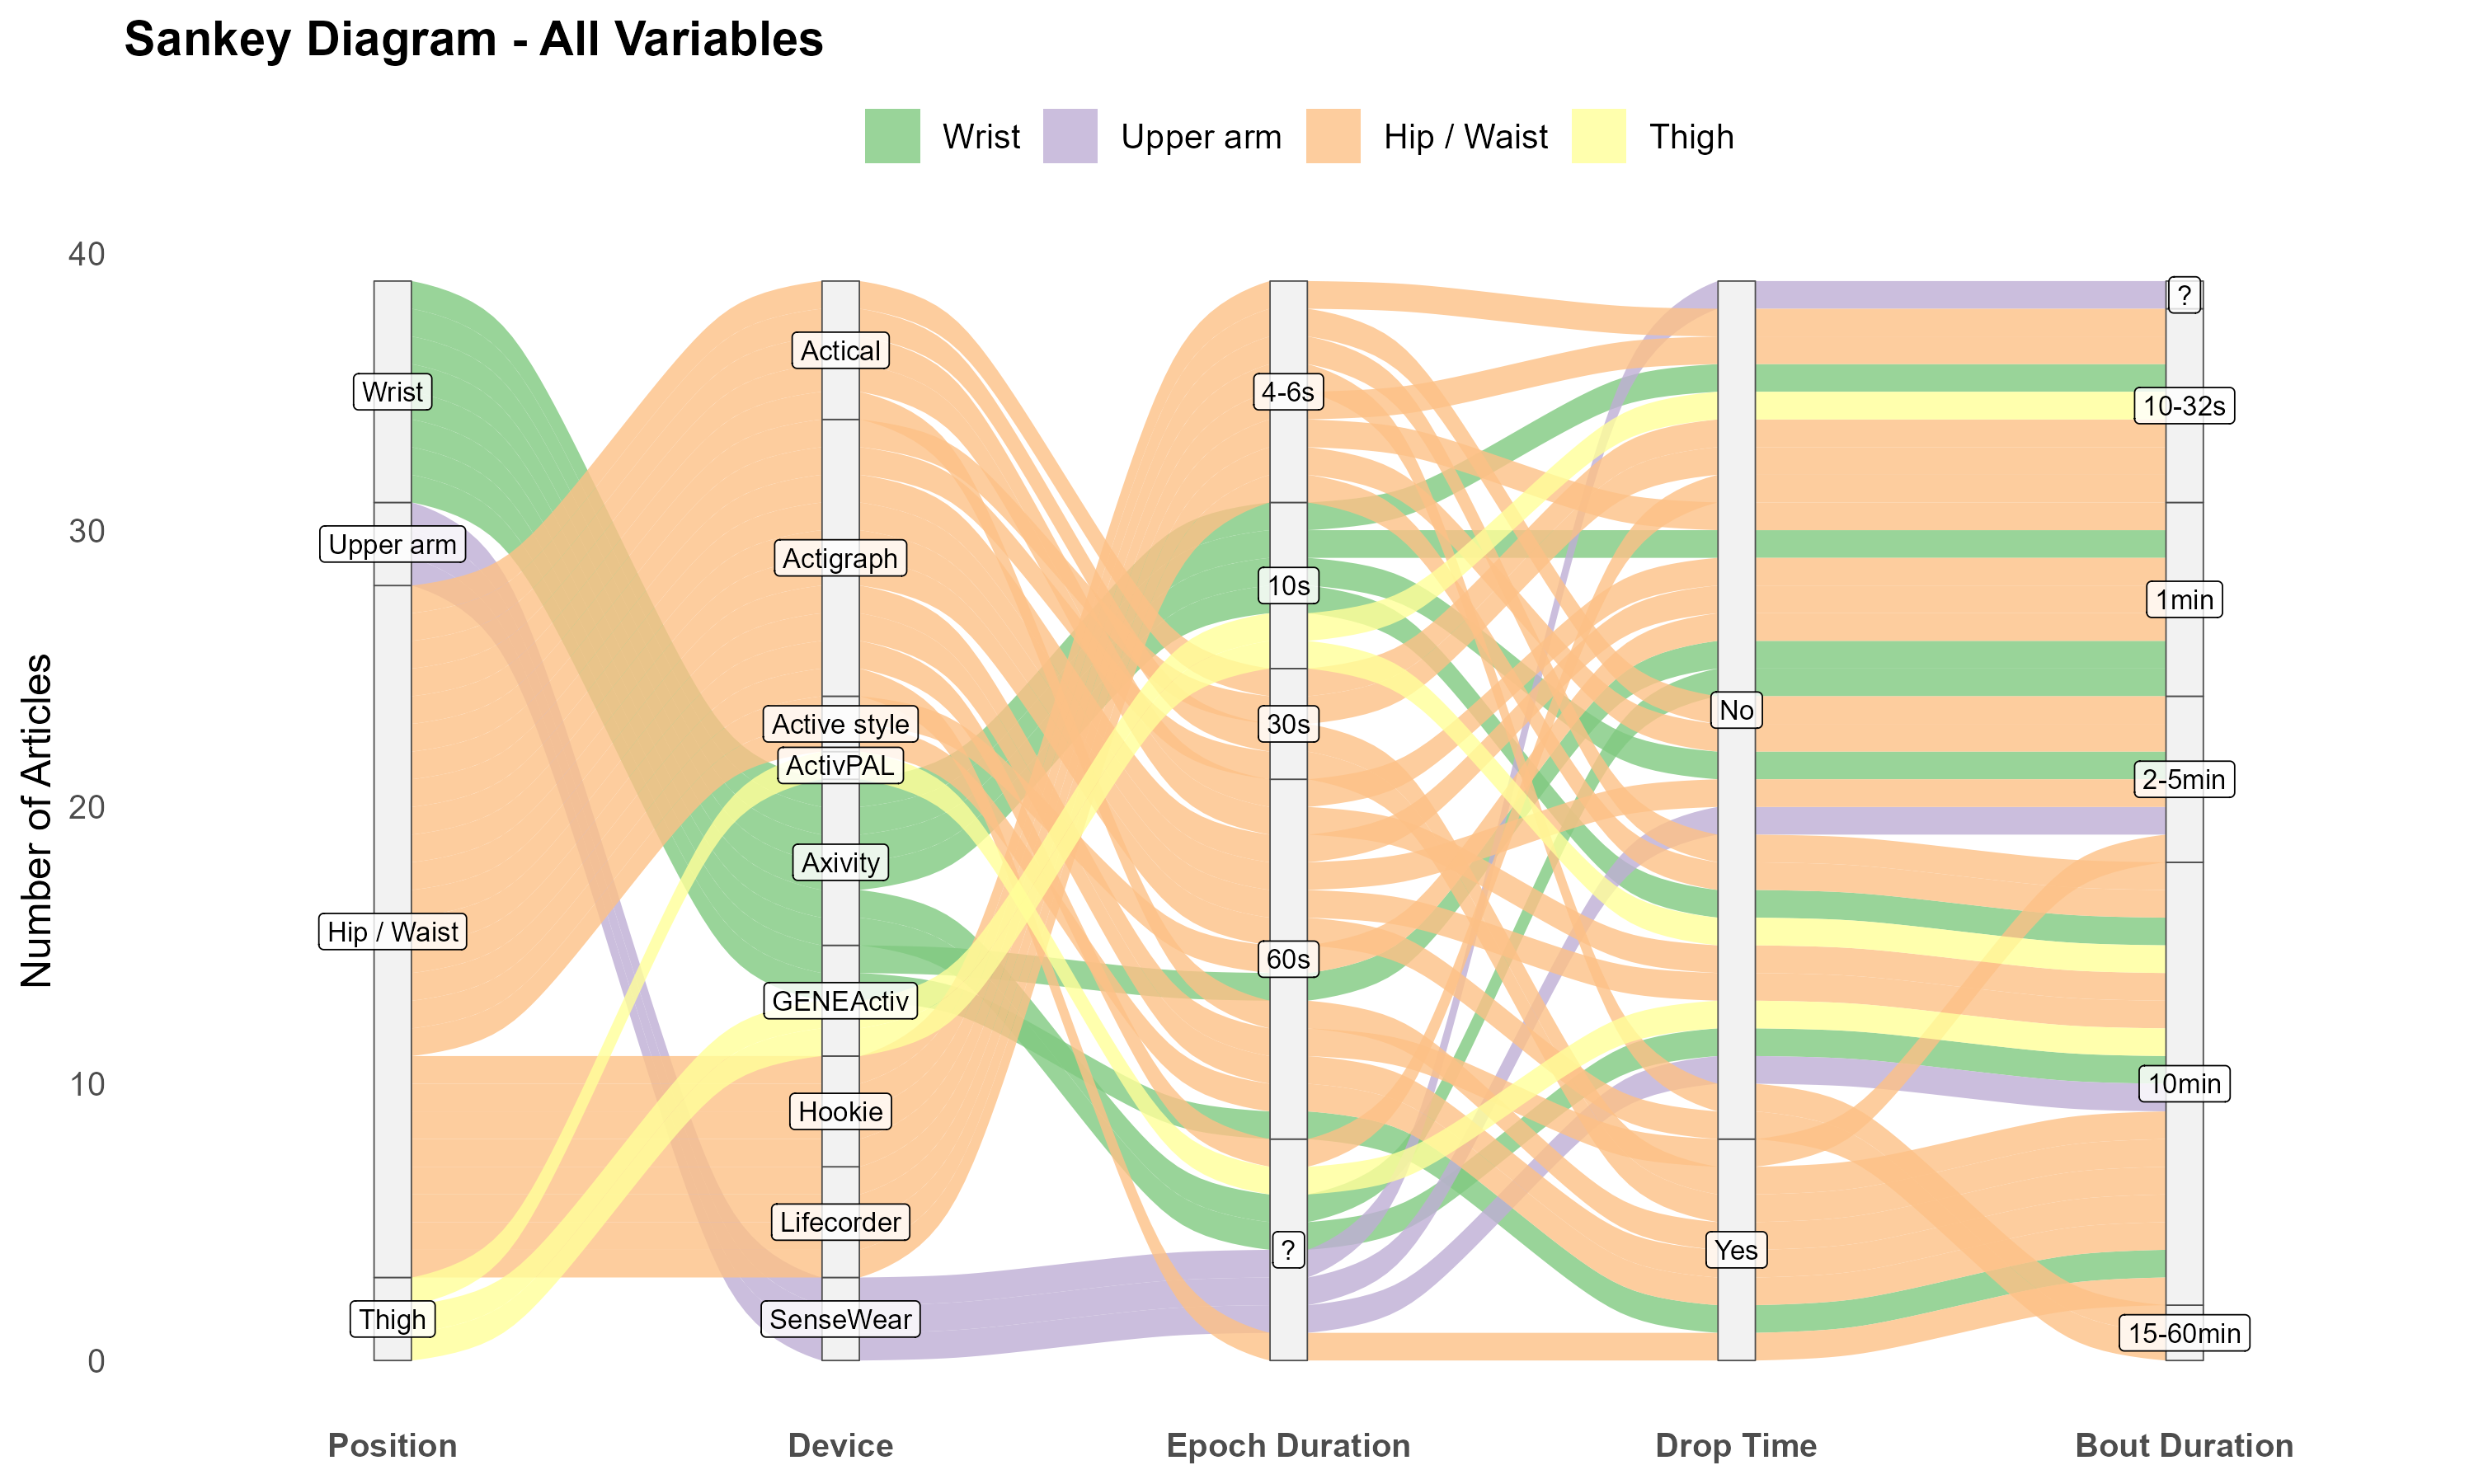 Sankey Diagram - All Variables
Wrist
Upper arm
Hip / Waist
Thigh
Number of Articles
40
30
20
10
0
Wrist
Upper arm
Hip / Waist
Thigh
Actical
Actigraph
Active style
ActivPAL
Axivity
GENEActiv
Hookie
Lifecorder
SenseWear
4-6s
10s
30s
60s
?
No
Yes
?
10-32s
1min
2-5min
10min
15-60min
Position
Device
Epoch Duration
Drop Time
Bout Duration